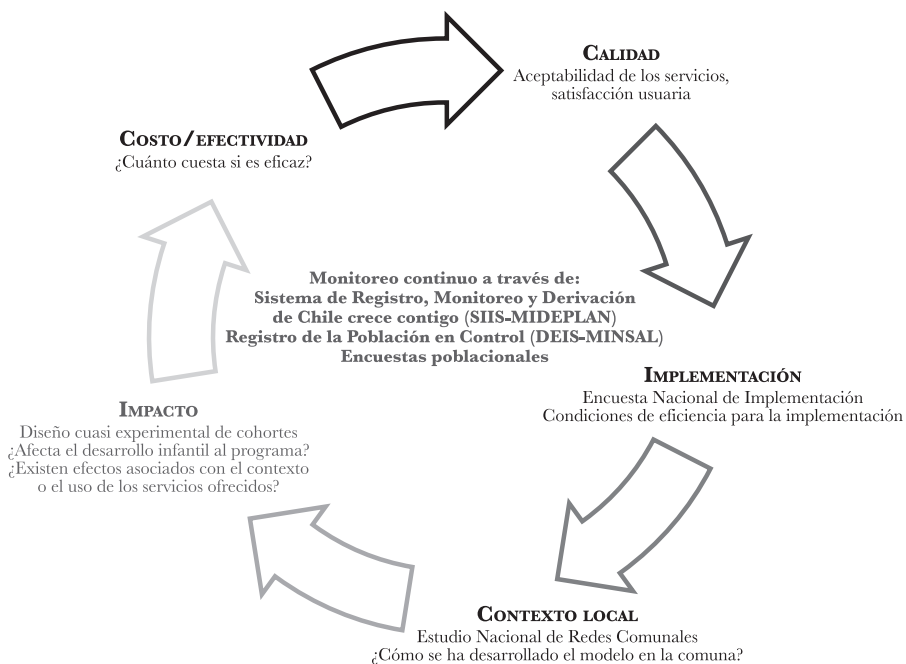 CALIDAD
Aceptabilidad de los servicios,
satisfacción usuaria
COSTO/EFECTIVIDAD
¿Cuánto cuesta si es eficaz?
Monitoreo continuo a través de:
Sistema de Registro, Monitoreo y Derivación
de Chile crece contigo (SIIS-MIDEPLAN)
Registro de la Población en Control (DEIS-MINSAL)
Encuestas poblacionales
IMPLEMENTACIÓN
Encuesta Nacional de Implementación
Condiciones de eficiencia para la implementación
IMPACTO
Diseño cuasi experimental de cohortes
¿Afecta el desarrollo infantil al programa?
¿Existen efectos asociados con el contexto
o el uso de los servicios ofrecidos?
CONTEXTO LOCAL
Estudio Nacional de Redes Comunales
¿Cómo se ha desarrollado el modelo en la comuna?